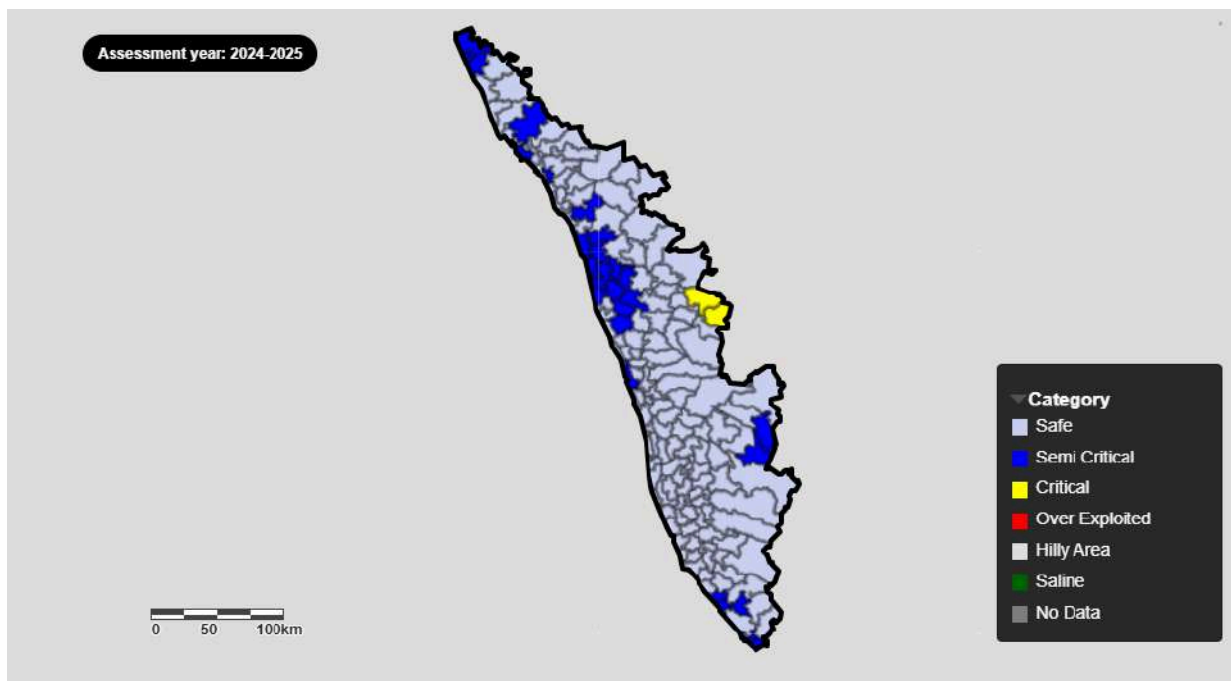 Assessment year: 2024-2025
Category
Safe
Semi Critical
Critical
Over Exploited
Hilly Area
Saline
No Data
0 50 100km